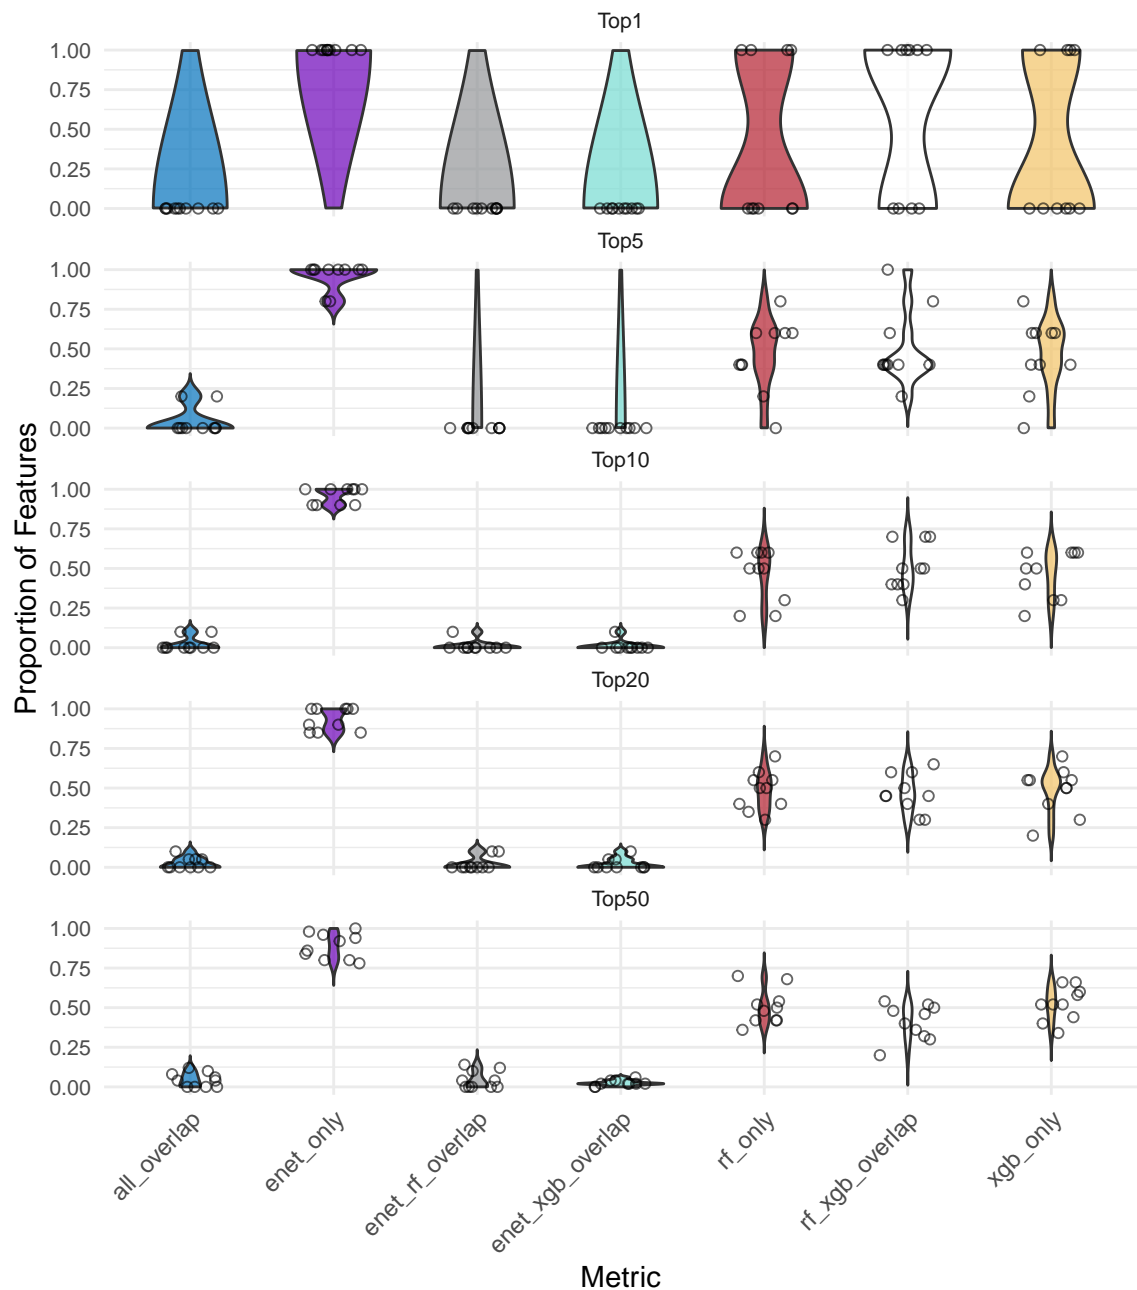 Top1
1.00
0.75
0.50
0.25
0.00
Top5
1.00
0.75
0.50
0.25
0.00
Top10
1.00
0.75
0.50
0.25
0.00
Top20
1.00
0.75
0.50
0.25
0.00
Top50
1.00
0.75
0.50
0.25
0.00
Proportion of Features
all_overlap
enet_only
enet_rf_overlap
enet_xgb_overlap
rf_only
rf_xgb_overlap
xgb_only
Metric